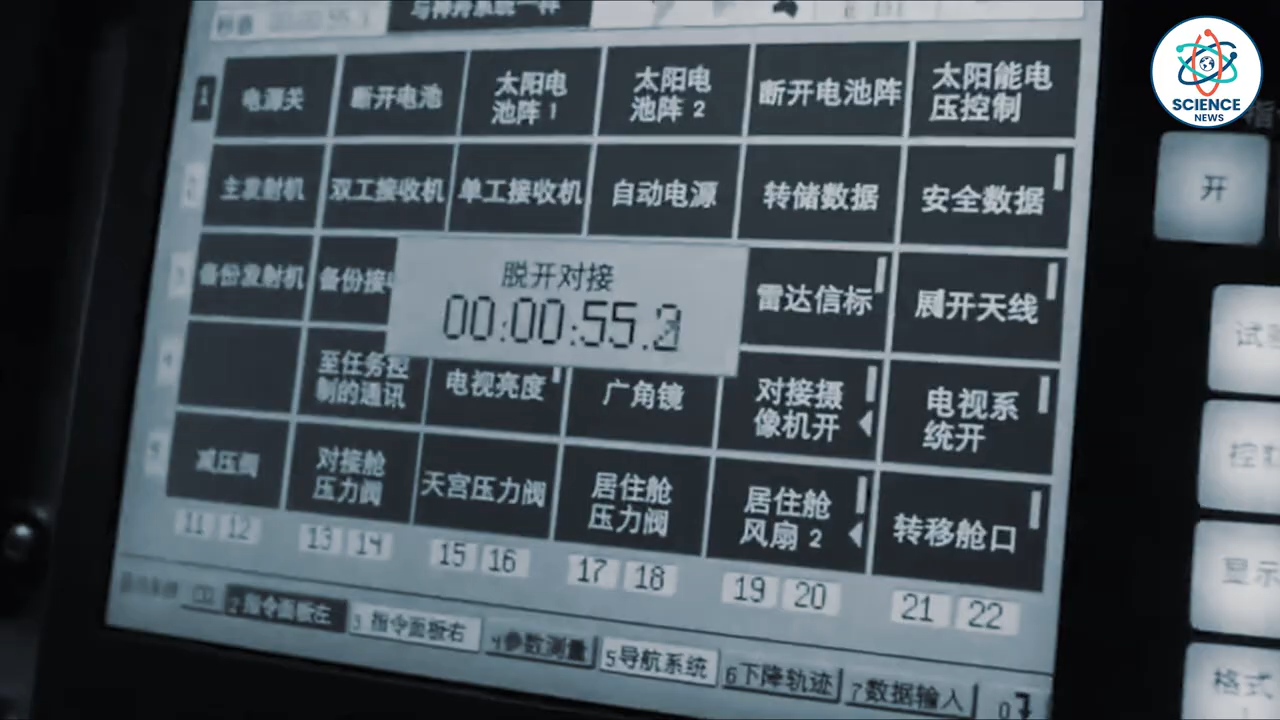 与神舟系统一样
SCIENCE
NEWS
1
电源关
断开电池
太阳电
池阵 1
太阳电
池阵 2
断开电池阵
太阳能电
压控制
主发射机
双工接收机
单工接收机
自动电源
转储数据
安全数据
开
备份发射机
备份接
脱开对接
00:00:55.2
雷达信标
展开天线
至任务控
制的通讯
电视亮度
广角镜
对接摄
像机开
电视系
统开
减压阀
对接舱
压力阀
天宫压力阀
居住舱
压力阀
居住舱
风扇 2
转移舱口
11 12
13 14
15 16
17 18
19 20
21 22
2 指令面板左
3 指令面板右
4 参数测量
5 导航系统
6 下降轨迹
7 数据输入
0
显示
格式